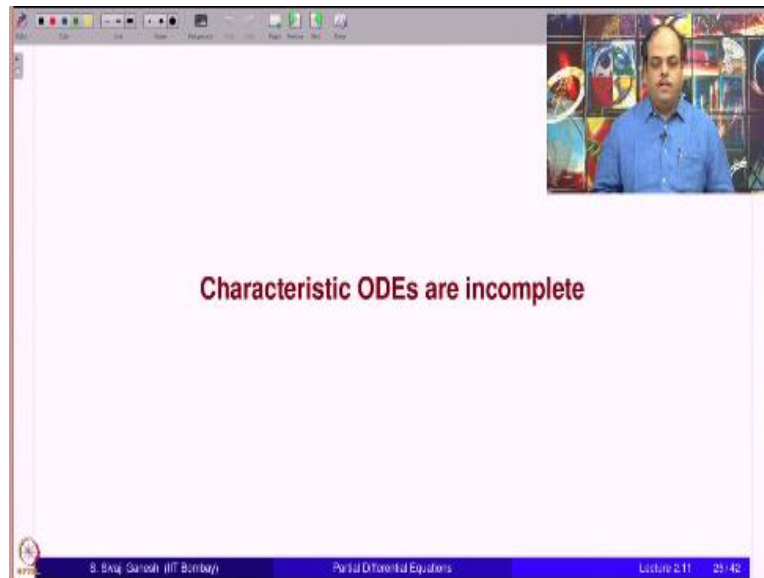 Characteristic ODEs are incomplete
S. Sivaji Ganesh (IIT Bombay) Partial Differential Equations Lecture 2.11 25 / 42